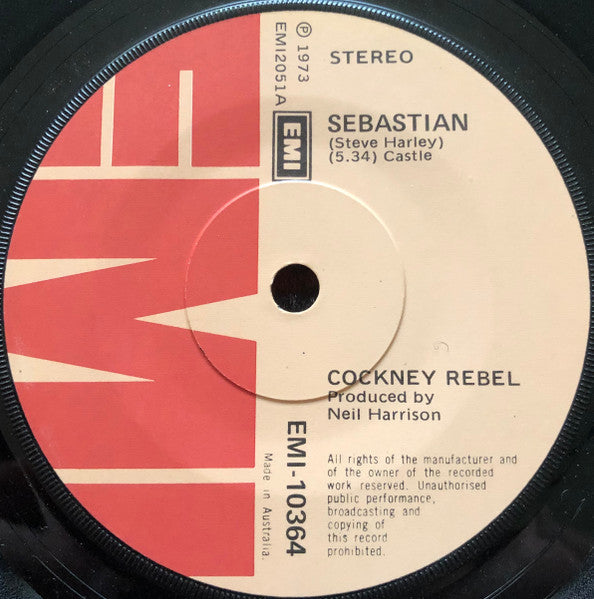 STEREO
℗ 1973
EMI2051A
EMI
SEBASTIAN
(Steve Harley)
(5.34) Castle
COCKNEY REBEL
Produced by
Neil Harrison
EMI-10364
Made in Australia.
All rights of the manufacturer and
of the owner of the recorded
work reserved. Unauthorised
public performance,
broadcasting and
copying of
this record
prohibited.
EMI